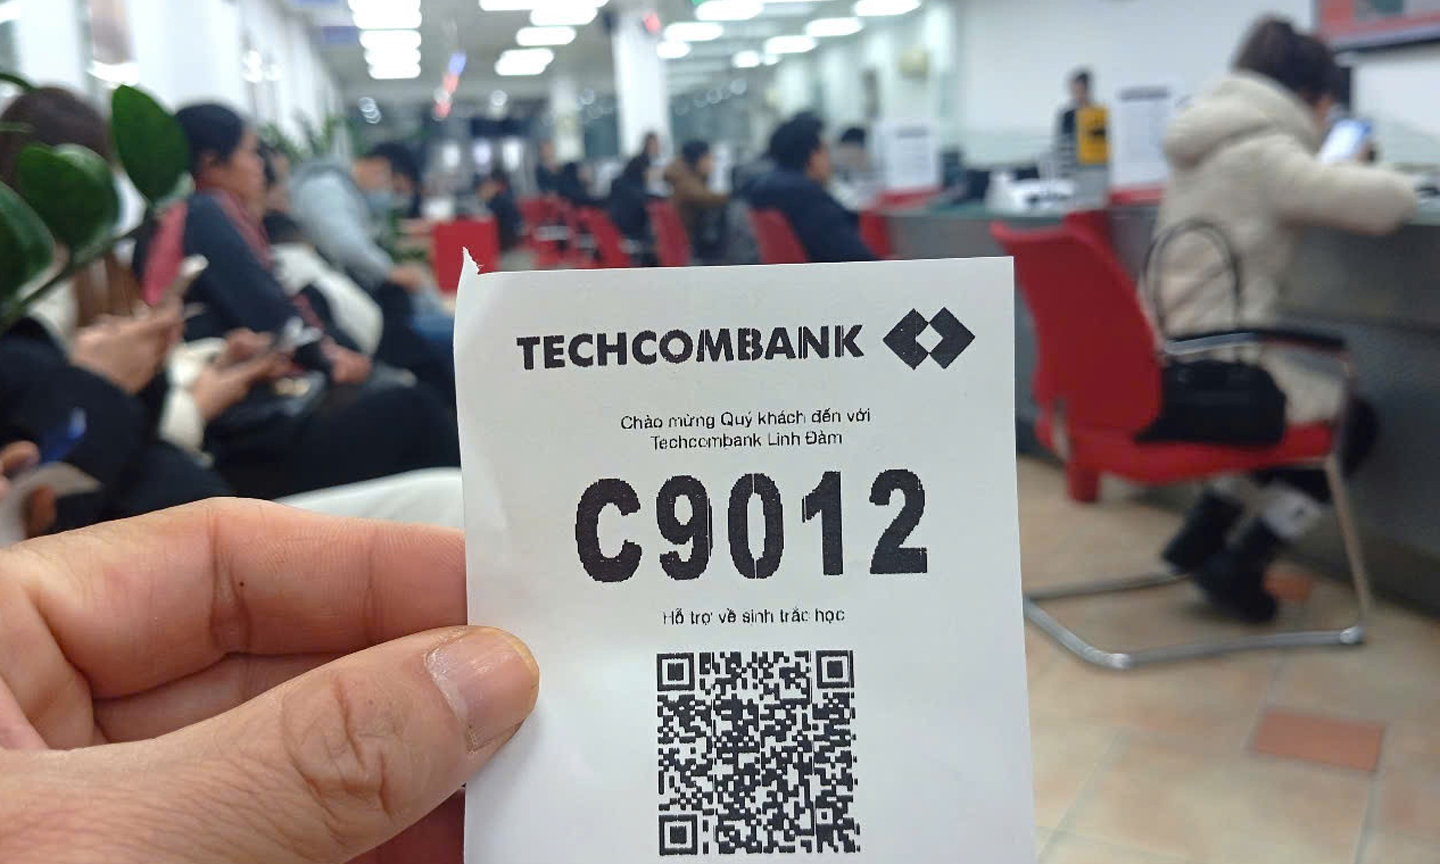 TECHCOMBANK
Chào mừng Quý khách đến với
Techcombank Linh Đàm
C9012
Hỗ trợ về sinh trắc học